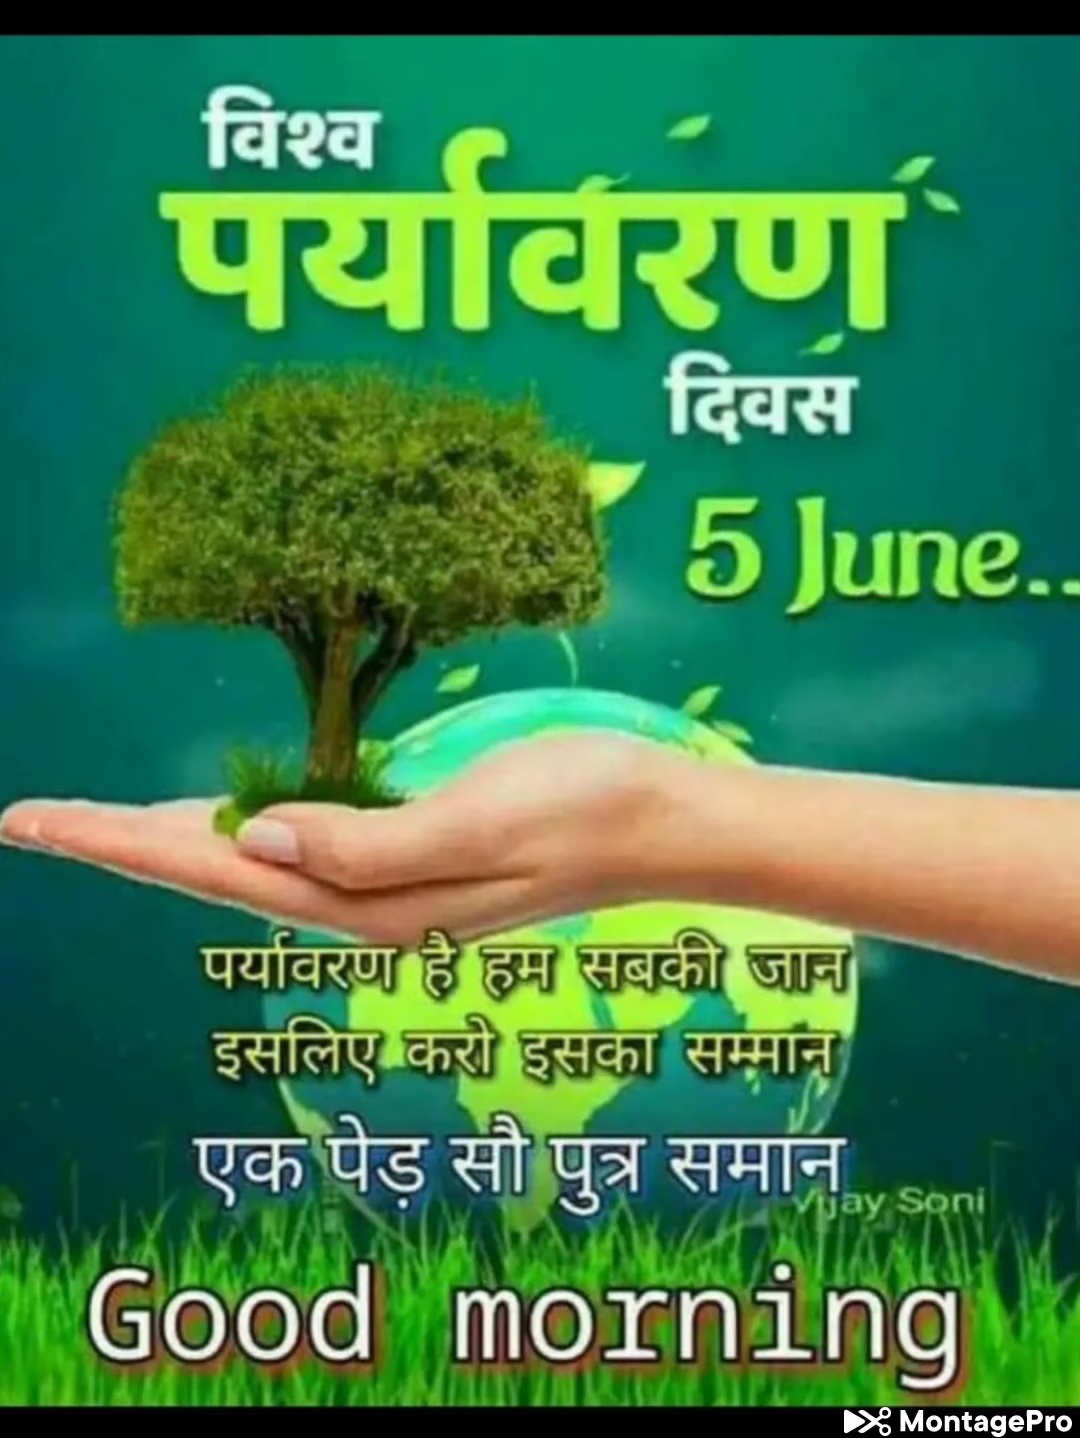 विश्व
पर्यावरण
दिवस
5 June..
पर्यावरण है हम सबकी जान
इसलिए करो इसका सम्मान
एक पेड़ सौ पुत्र समान
Vijay Soni
Good morning
MontagePro